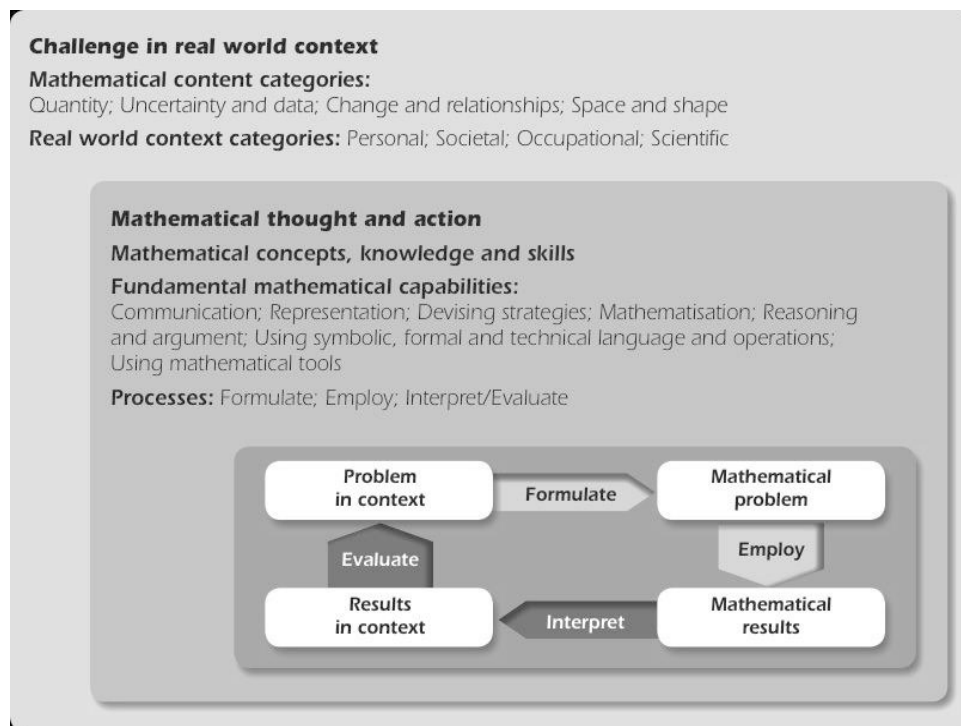 Challenge in real world context
Mathematical content categories:
Quantity; Uncertainty and data; Change and relationships; Space and shape
Real world context categories: Personal; Societal; Occupational; Scientific
Mathematical thought and action
Mathematical concepts, knowledge and skills
Fundamental mathematical capabilities:
Communication; Representation; Devising strategies; Mathematisation; Reasoning
and argument; Using symbolic, formal and technical language and operations;
Using mathematical tools
Processes: Formulate; Employ; Interpret/Evaluate
Problem
in context
Formulate
Mathematical
problem
Evaluate
Employ
Results
in context
Interpret
Mathematical
results